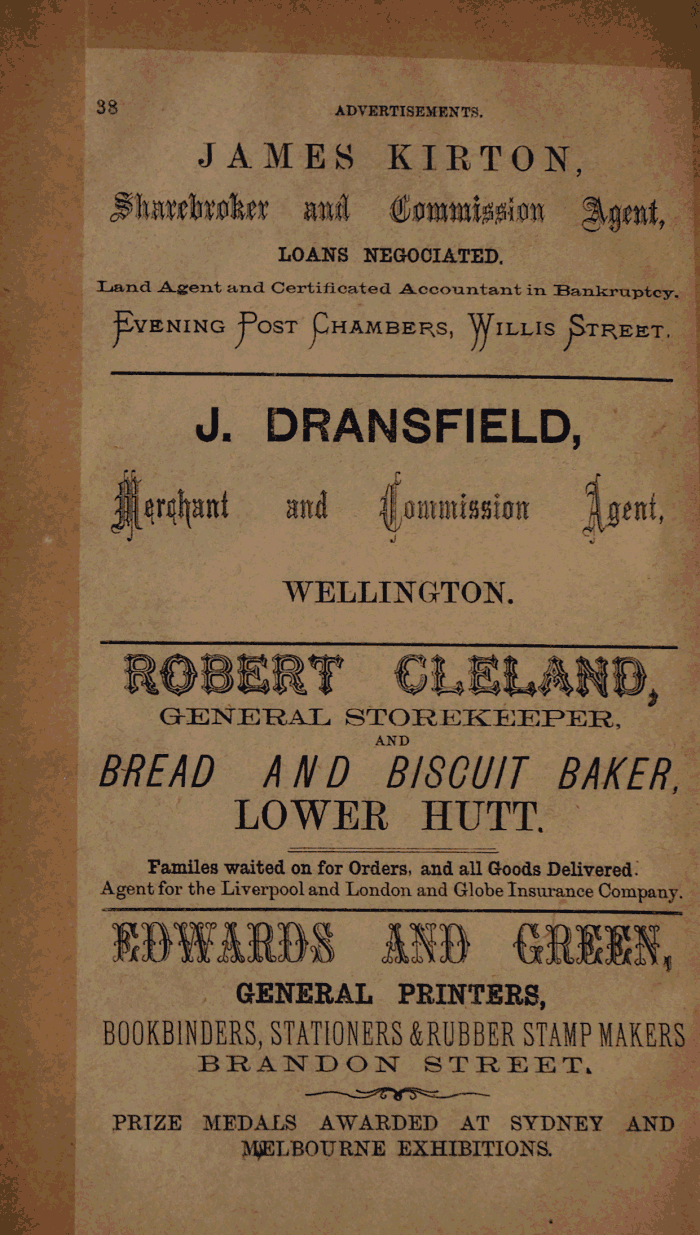 38
ADVERTISEMENTS.
JAMES KIRTON,
Sharebroker and Commission Agent,
LOANS NEGOCIATED.
Land Agent and Certificated Accountant in Bankruptcy.
EVENING POST CHAMBERS, WILLIS STREET.
J. DRANSFIELD,
Merchant and Commission Agent,
WELLINGTON.
ROBERT CLELAND,
GENERAL STOREKEEPER,
AND
BREAD AND BISCUIT BAKER,
LOWER HUTT.
Familes waited on for Orders, and all Goods Delivered.
Agent for the Liverpool and London and Globe Insurance Company.
EDWARDS AND GREEN,
GENERAL PRINTERS,
BOOKBINDERS, STATIONERS & RUBBER STAMP MAKERS
BRANDON STREET.
PRIZE MEDALS AWARDED AT SYDNEY AND
MELBOURNE EXHIBITIONS.